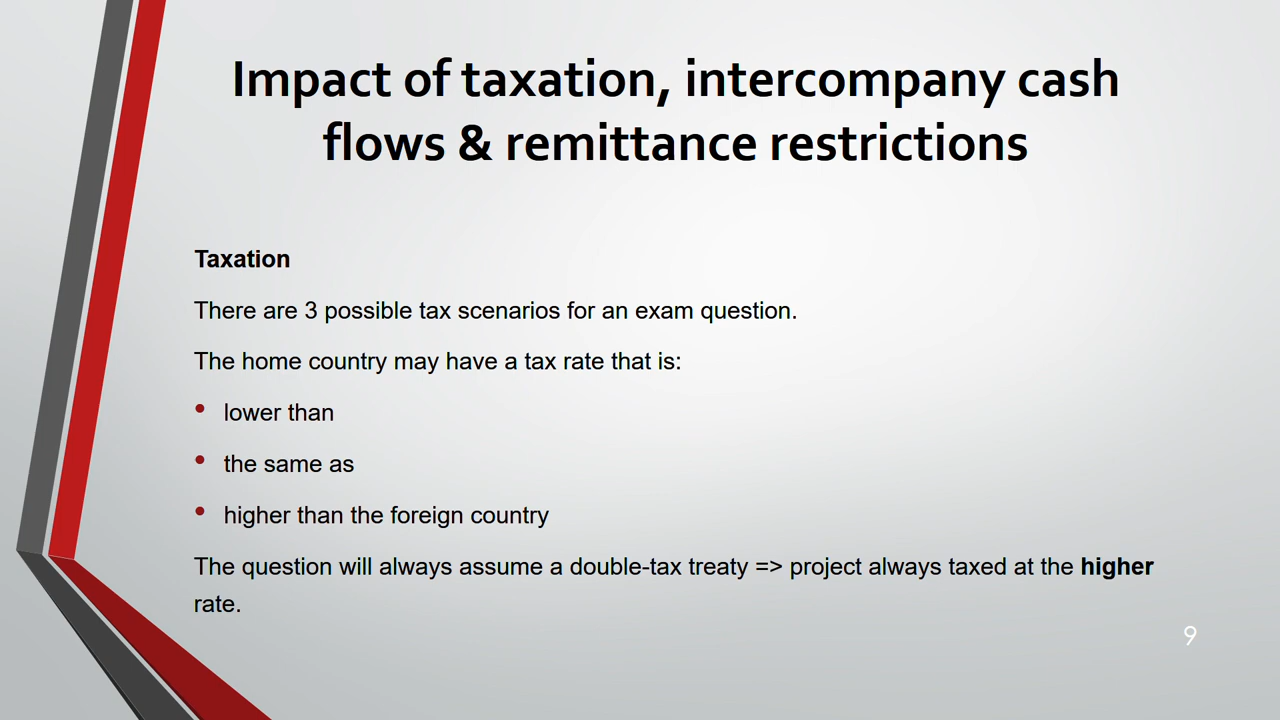 Impact of taxation, intercompany cash
flows & remittance restrictions
Taxation
There are 3 possible tax scenarios for an exam question.
The home country may have a tax rate that is:
• lower than
• the same as
• higher than the foreign country
The question will always assume a double-tax treaty => project always taxed at the higher
rate.
9